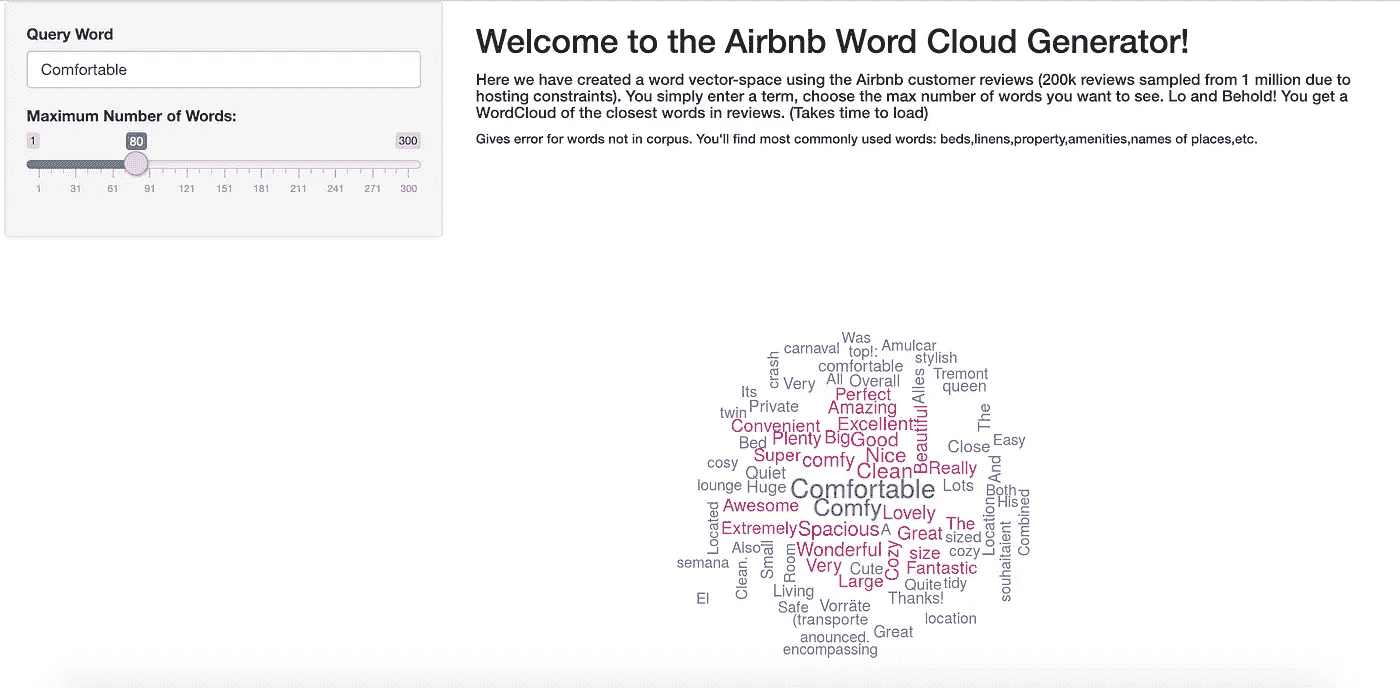 Query Word
Comfortable
Maximum Number of Words:
1 80 300
1 31 61 91 121 151 181 211 241 271 300
Welcome to the Airbnb Word Cloud Generator!
Here we have created a word vector-space using the Airbnb customer reviews (200k reviews sampled from 1 million due to
hosting constraints). You simply enter a term, choose the max number of words you want to see. Lo and Behold! You get a
WordCloud of the closest words in reviews. (Takes time to load)
Gives error for words not in corpus. You'll find most commonly used words: beds,linens,property,amenities,names of places,etc.
Was
carnaval top!: Amulcar
crash comfortable stylish
Very All Overall Alles Tremont
Its Perfect queen
twin Private Amazing The
Convenient Excellent Beautiful
Bed Plenty Big Good Close Easy
Super comfy Nice
cosy Quiet Clean Really And
lounge Huge Comfortable Lots Both
Awesome Comfy Lovely His
Located Extremely Spacious A Great The Location Combined
Also Small Room Wonderful Cozy size sized cozy souhaitaient
semana Clean. Very Cute Fantastic
Large Quite tidy
El Living Thanks!
Safe Vorräte
(transporte location
anounced. Great
encompassing